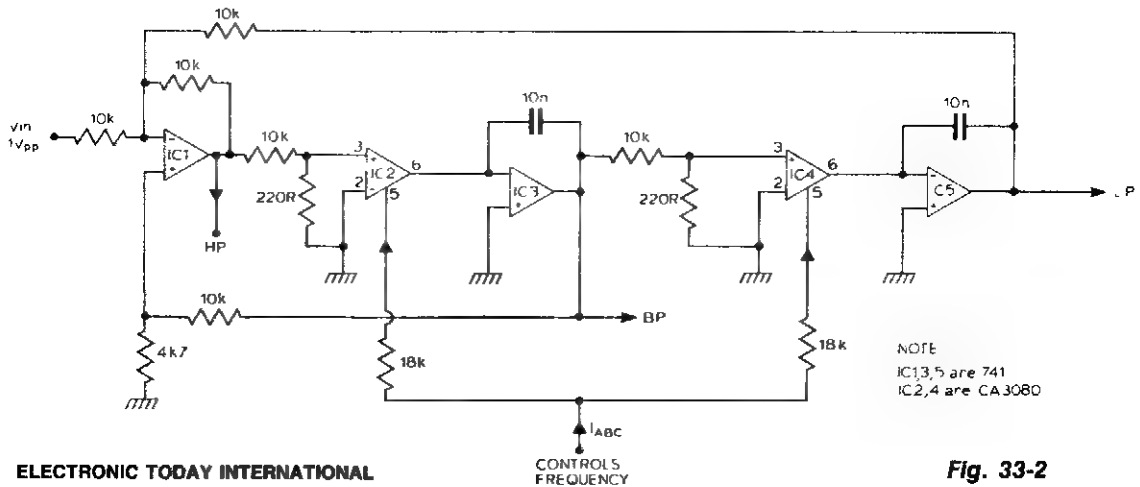 10k
10k
Vin
1Vpp
10k
IC1
HP
10k
220R
3
2
IC2
5
6
10n
IC3
10k
220R
3
2
IC4
5
6
10n
C5
10k
BP
4k7
18k
18k
NOTE
IC1,3,5 are 741
IC2,4 are CA3080
IABC
CONTROLS
FREQUENCY
ELECTRONIC TODAY INTERNATIONAL
Fig. 33-2